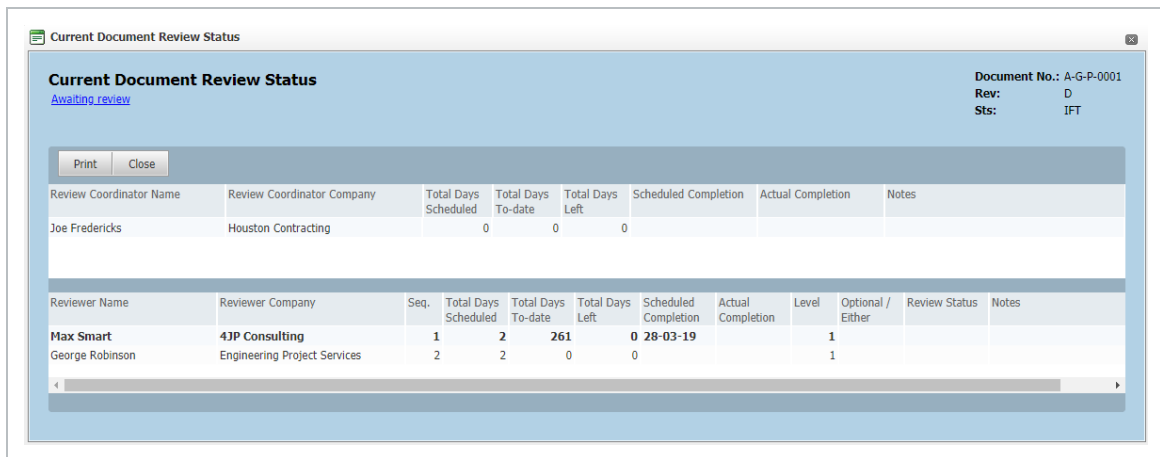 Current Document Review Status
Current Document Review Status
Awaiting review
Document No.: A-G-P-0001
Rev: D
Sts: IFT
Print Close
Review Coordinator Name Review Coordinator Company Total Days Scheduled Total Days To-date Total Days Left Scheduled Completion Actual Completion Notes
Joe Fredericks Houston Contracting 0 0 0
Reviewer Name Reviewer Company Seq. Total Days Scheduled Total Days To-date Total Days Left Scheduled Completion Actual Completion Level Optional / Either Review Status Notes
Max Smart 4JP Consulting 1 2 261 0 28-03-19 1
George Robinson Engineering Project Services 2 2 0 0 1